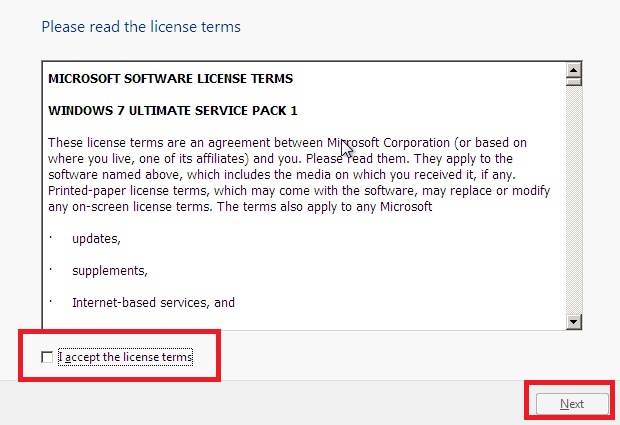 Please read the license terms
MICROSOFT SOFTWARE LICENSE TERMS
WINDOWS 7 ULTIMATE SERVICE PACK 1
These license terms are an agreement between Microsoft Corporation (or based on
where you live, one of its affiliates) and you. Please read them. They apply to the
software named above, which includes the media on which you received it, if any.
Printed-paper license terms, which may come with the software, may replace or modify
any on-screen license terms. The terms also apply to any Microsoft
· updates,
· supplements,
· Internet-based services, and
I accept the license terms
Next